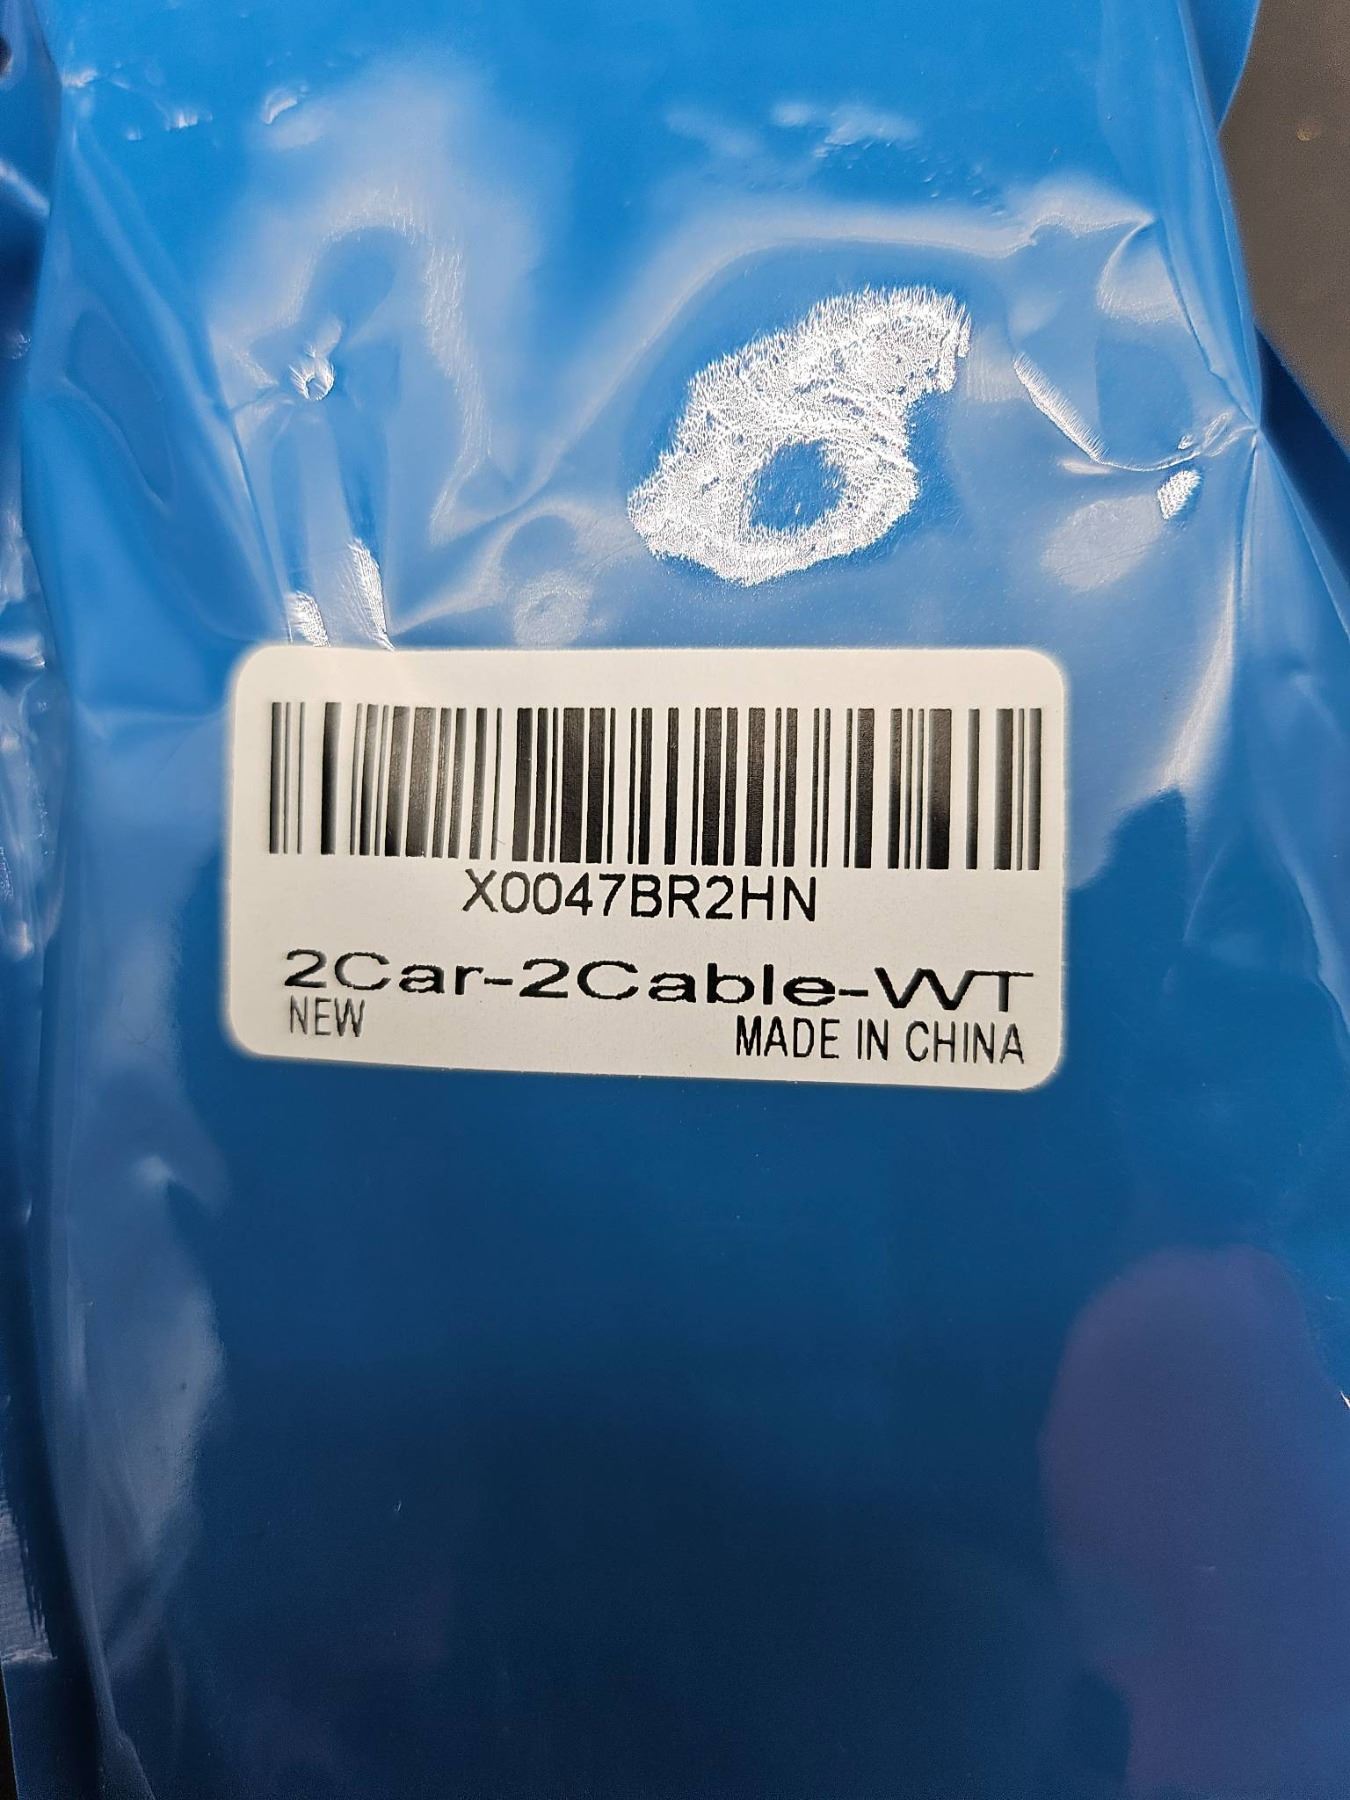 X0047BR2HN
2Car-2Cable-WT
NEW
MADE IN CHINA